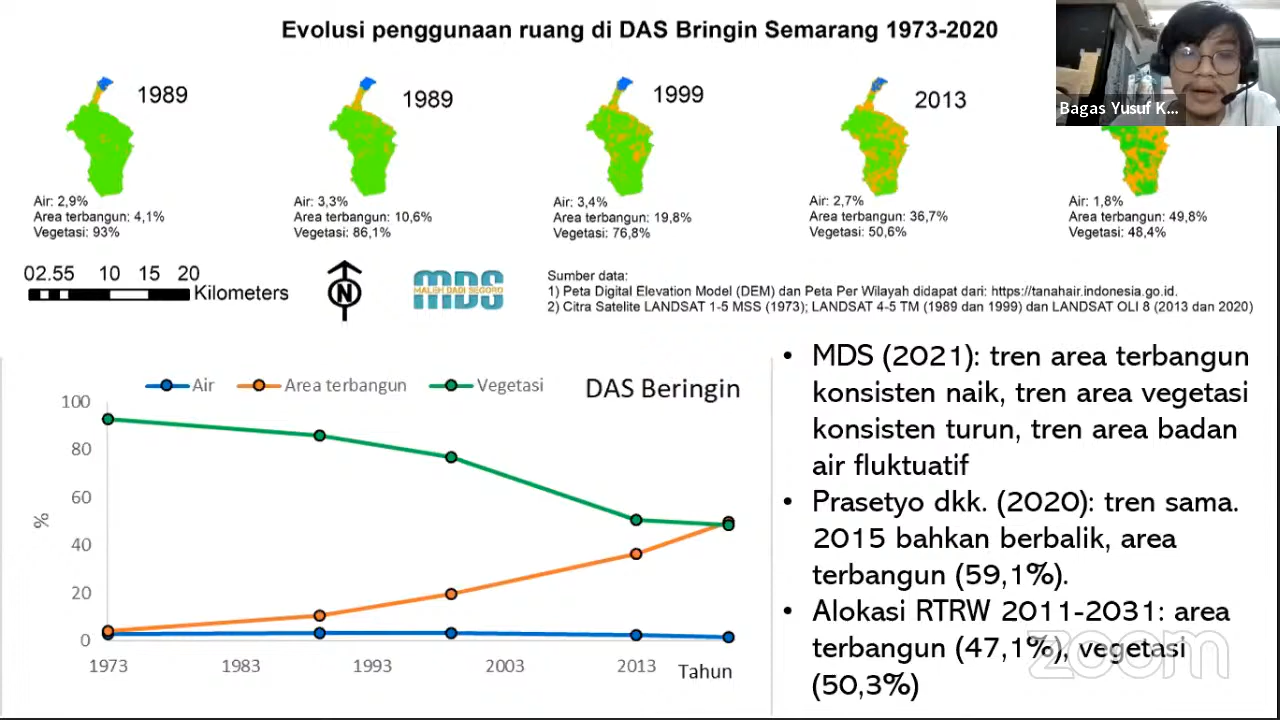 Evolusi penggunaan ruang di DAS Bringin Semarang 1973-2020
Bagas Yusuf K...
1989
1989
1999
2013
Air: 2,9%
Area terbangun: 4,1%
Vegetasi: 93%
Air: 3,3%
Area terbangun: 10,6%
Vegetasi: 86,1%
Air: 3,4%
Area terbangun: 19,8%
Vegetasi: 76,8%
Air: 2,7%
Area terbangun: 36,7%
Vegetasi: 50,6%
Air: 1,8%
Area terbangun: 49,8%
Vegetasi: 48,4%
02.55 10 15 20
Kilometers
N
MDS
MALEH DADI SEGORO
Sumber data:
1) Peta Digital Elevation Model (DEM) dan Peta Per Wilayah didapat dari: https://tanahair.indonesia.go.id.
2) Citra Satelite LANDSAT 1-5 MSS (1973); LANDSAT 4-5 TM (1989 dan 1999) dan LANDSAT OLI 8 (2013 dan 2020)
Air Area terbangun Vegetasi
DAS Beringin
100
80
60
40
20
0
%
1973 1983 1993 2003 2013 Tahun
• MDS (2021): tren area terbangun
konsisten naik, tren area vegetasi
konsisten turun, tren area badan
air fluktuatif
• Prasetyo dkk. (2020): tren sama.
2015 bahkan berbalik, area
terbangun (59,1%).
• Alokasi RTRW 2011-2031: area
terbangun (47,1%), vegetasi
(50,3%)
zoom